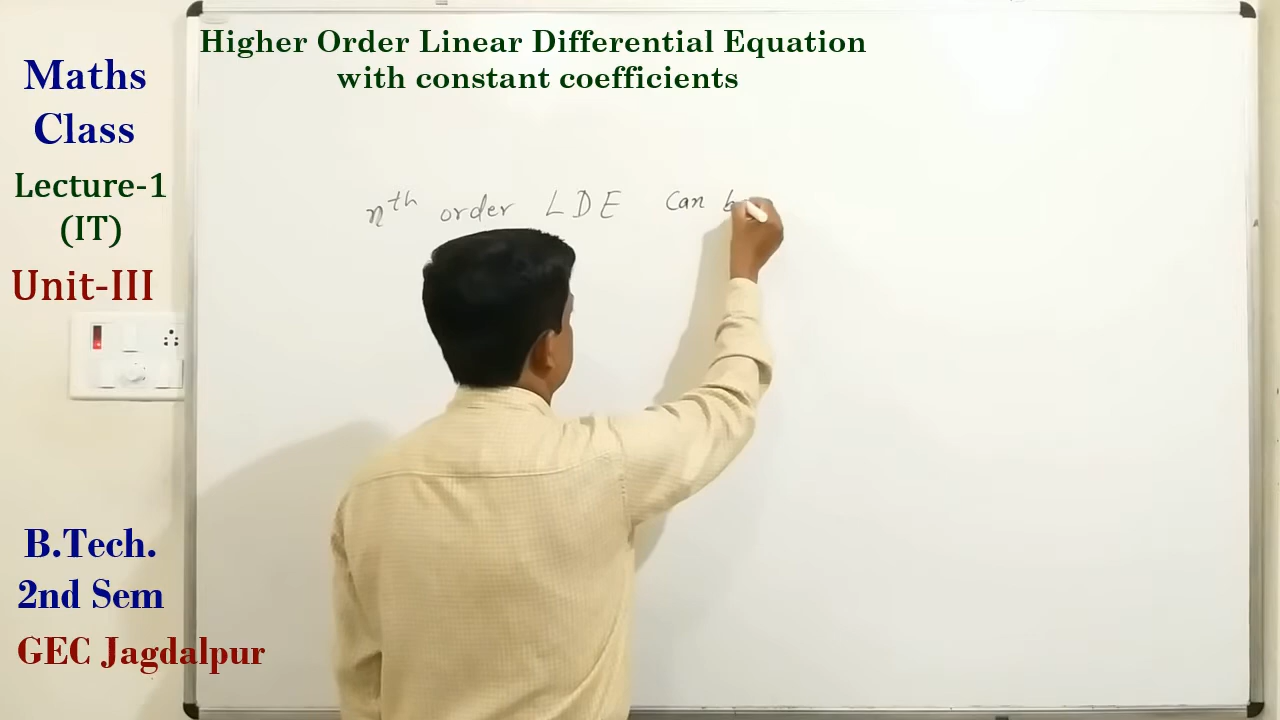 Higher Order Linear Differential Equation
with constant coefficients
Maths
Class
Lecture-1
(IT)
Unit-III
nth order LDE can
B.Tech.
2nd Sem
GEC Jagdalpur